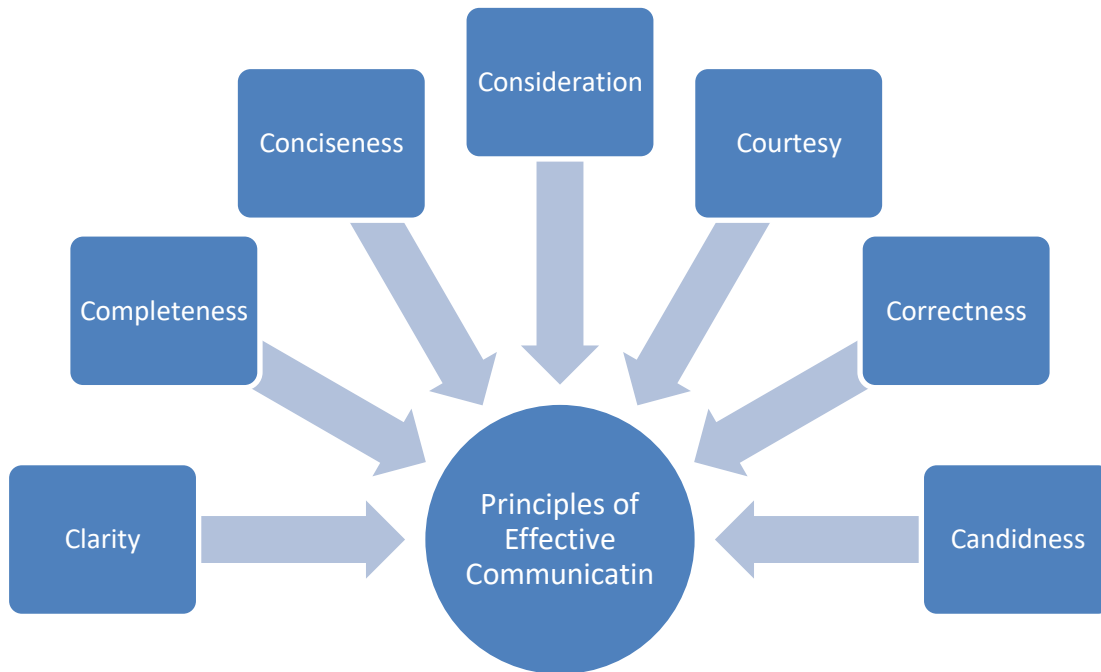 Clarity
Completeness
Conciseness
Consideration
Courtesy
Correctness
Candidness
Principles of
Effective
Communicatin